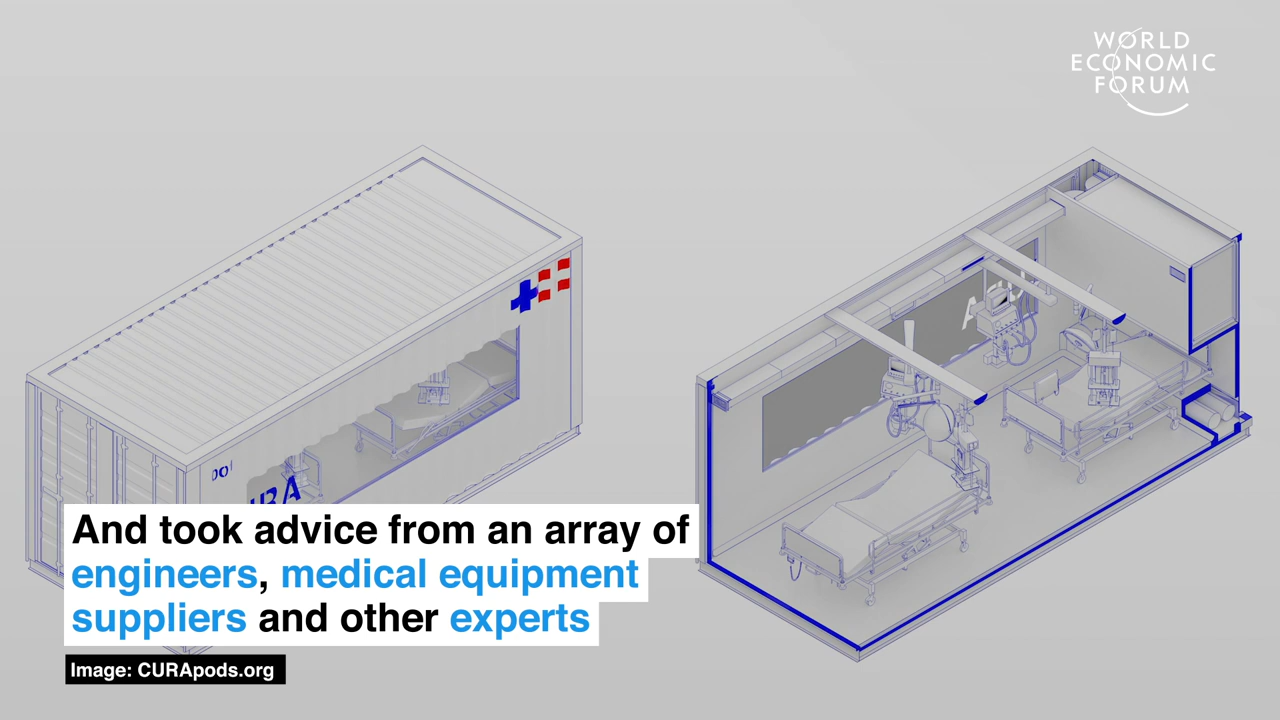 WORLD
ECONOMIC
FORUM
And took advice from an array of
engineers, medical equipment
suppliers and other experts
Image: CURApods.org